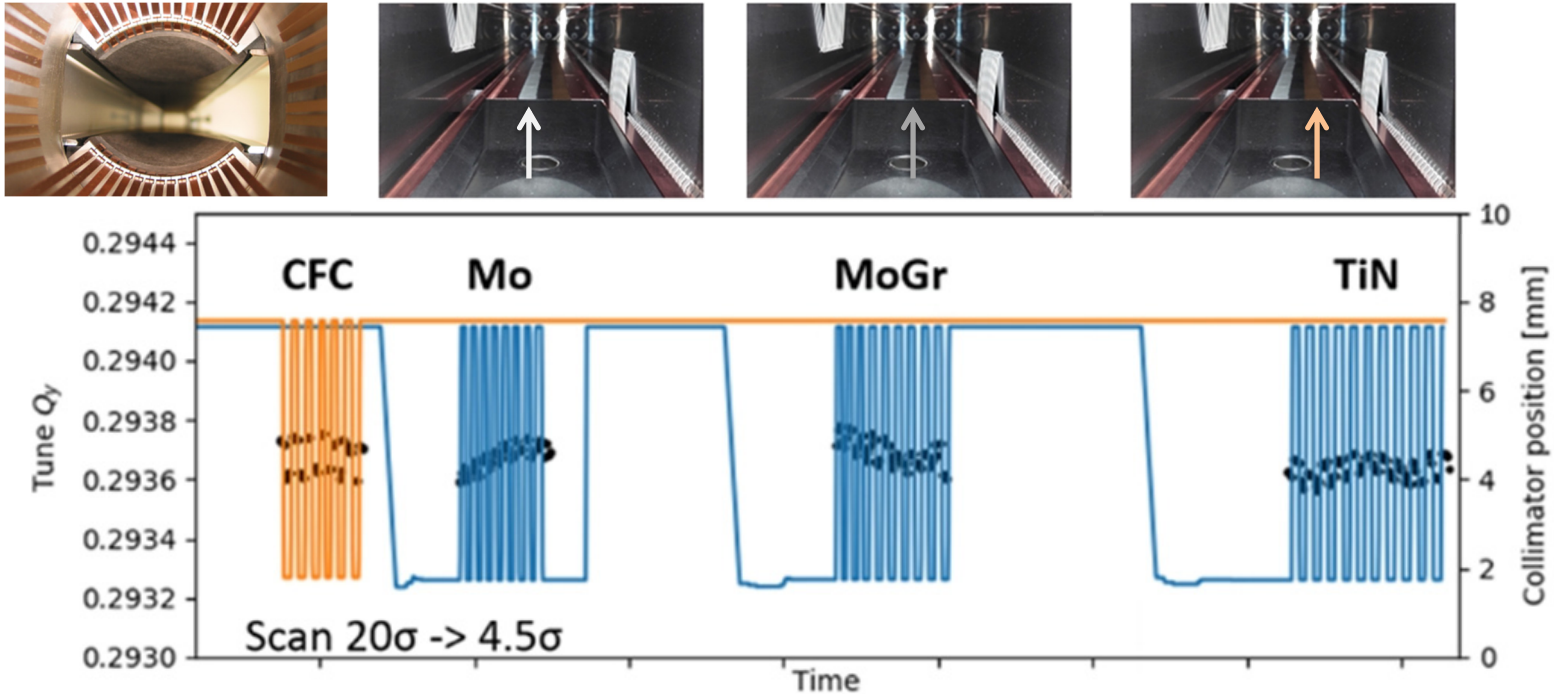 CFC Mo MoGr TiN
Scan 20σ -> 4.5σ
Tune Qy
0.2944
0.2942
0.2940
0.2938
0.2936
0.2934
0.2932
0.2930
Collimator position [mm]
10
8
6
4
2
0
Time